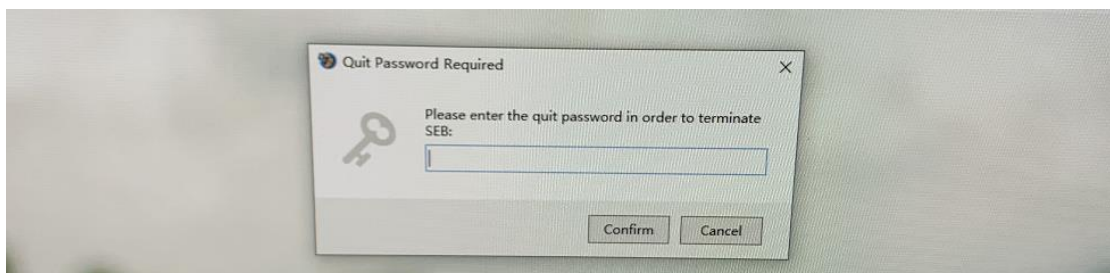 Quit Password Required
Please enter the quit password in order to terminate
SEB:
Confirm
Cancel